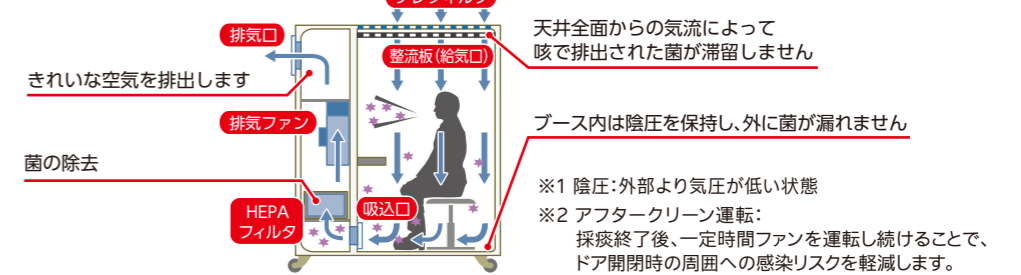 プレフィルタ
排気口
天井全面からの気流によって
咳で排出された菌が滞留しません
整流板(給気口)
きれいな空気を排出します
排気ファン
ブース内は陰圧を保持し、外に菌が漏れません
菌の除去
※1 陰圧:外部より気圧が低い状態
HEPA
フィルタ
吸込口
※2 アフタークリーン運転:
採痰終了後、一定時間ファンを運転し続けることで、
ドア開閉時の周囲への感染リスクを軽減します。